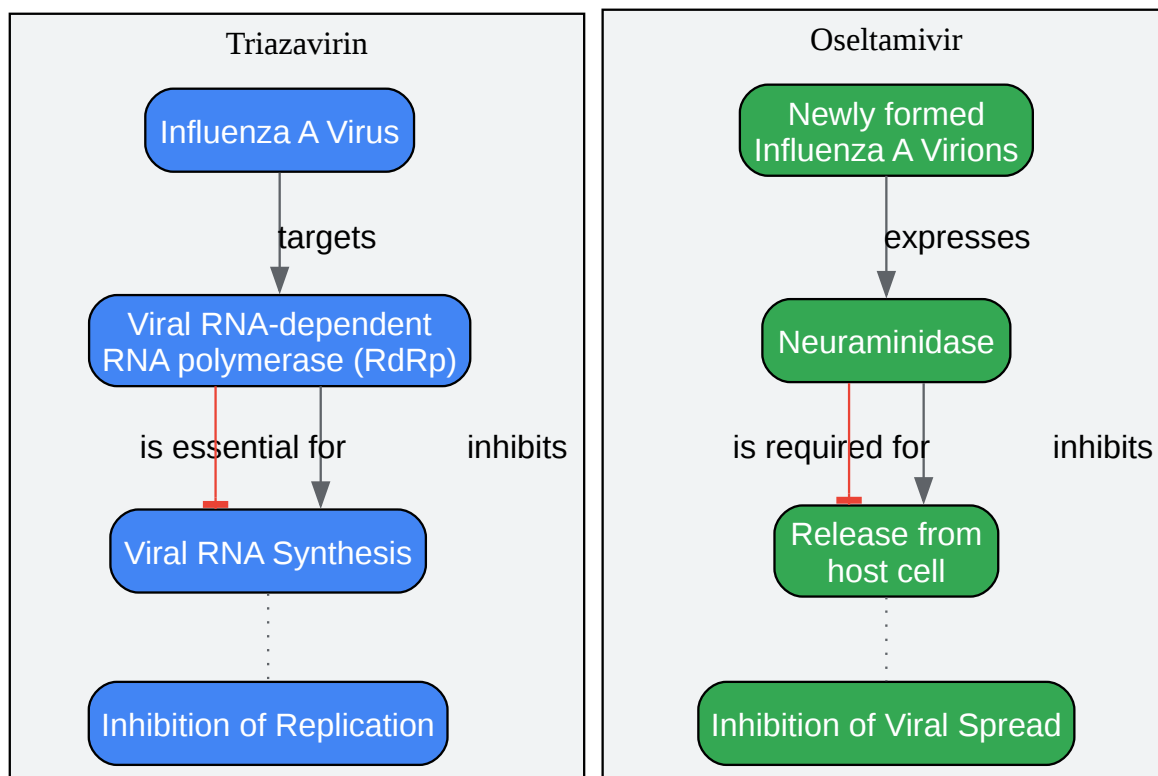 Triazavirin
Influenza A Virus
targets
Viral RNA-dependent
RNA polymerase (RdRp)
is essential for
inhibits
Viral RNA Synthesis
Inhibition of Replication
Oseltamivir
Newly formed
Influenza A Virions
expresses
Neuraminidase
is required for
inhibits
Release from
host cell
Inhibition of Viral Spread